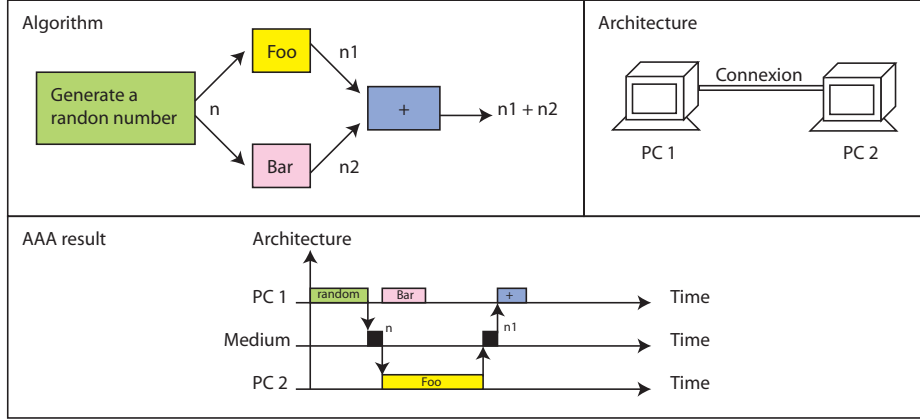 Algorithm
Generate a
randon number
n
Foo
n1
Bar
n2
+
n1 + n2
Architecture
Connexion
PC 1
PC 2
AAA result
Architecture
PC 1
random
Bar
+
Time
Medium
n
n1
Time
PC 2
Foo
Time